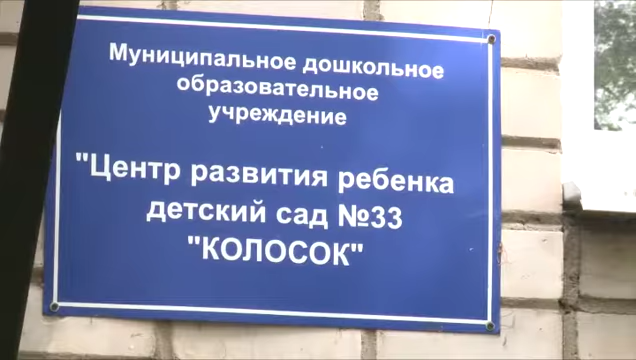 Муниципальное дошкольное
образовательное
учреждение
"Центр развития ребенка
детский сад №33
"КОЛОСОК"